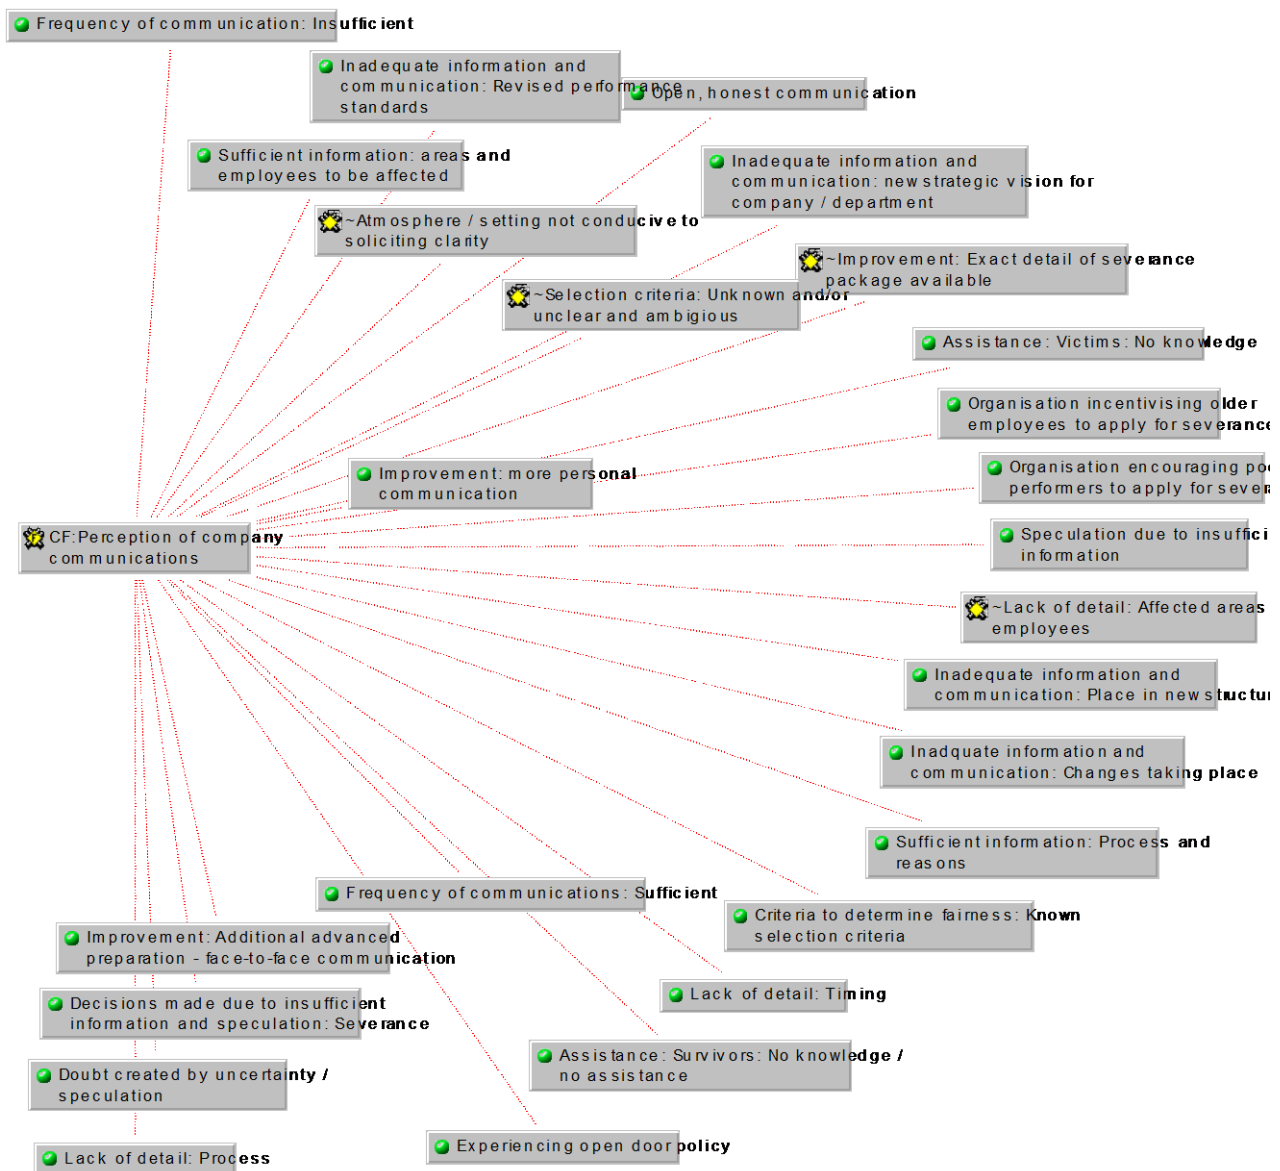 Frequency of communication: Insufficient
Inadequate information and
communication: Revised performance
standards
Open, honest communication
Sufficient information: areas and
employees to be affected
Inadequate information and
communication: new strategic vision for
company / department
~Atmosphere / setting not conducive to
soliciting clarity
~Improvement: Exact detail of severance
package available
~Selection criteria: Unknown and/or
unclear and ambigious
Assistance: Victims: No knowledge
Organisation incentivising older
employees to apply for severance
Improvement: more personal
communication
Organisation encouraging
performers to apply for
CF:Perception of company
communications
Speculation due to
information
~Lack of detail: Affected areas
employees
Inadequate information and
communication: Place in new
Inadquate information and
communication: Changes taking place
Sufficient information: Process and
reasons
Frequency of communications: Sufficient
Criteria to determine fairness: Known
selection criteria
Improvement: Additional advanced
preparation - face-to-face communication
Lack of detail: Timing
Decisions made due to insufficient
information and speculation: Severance
Assistance: Survivors: No knowledge /
no assistance
Doubt created by uncertainty /
speculation
Experiencing open door policy
Lack of detail: Process